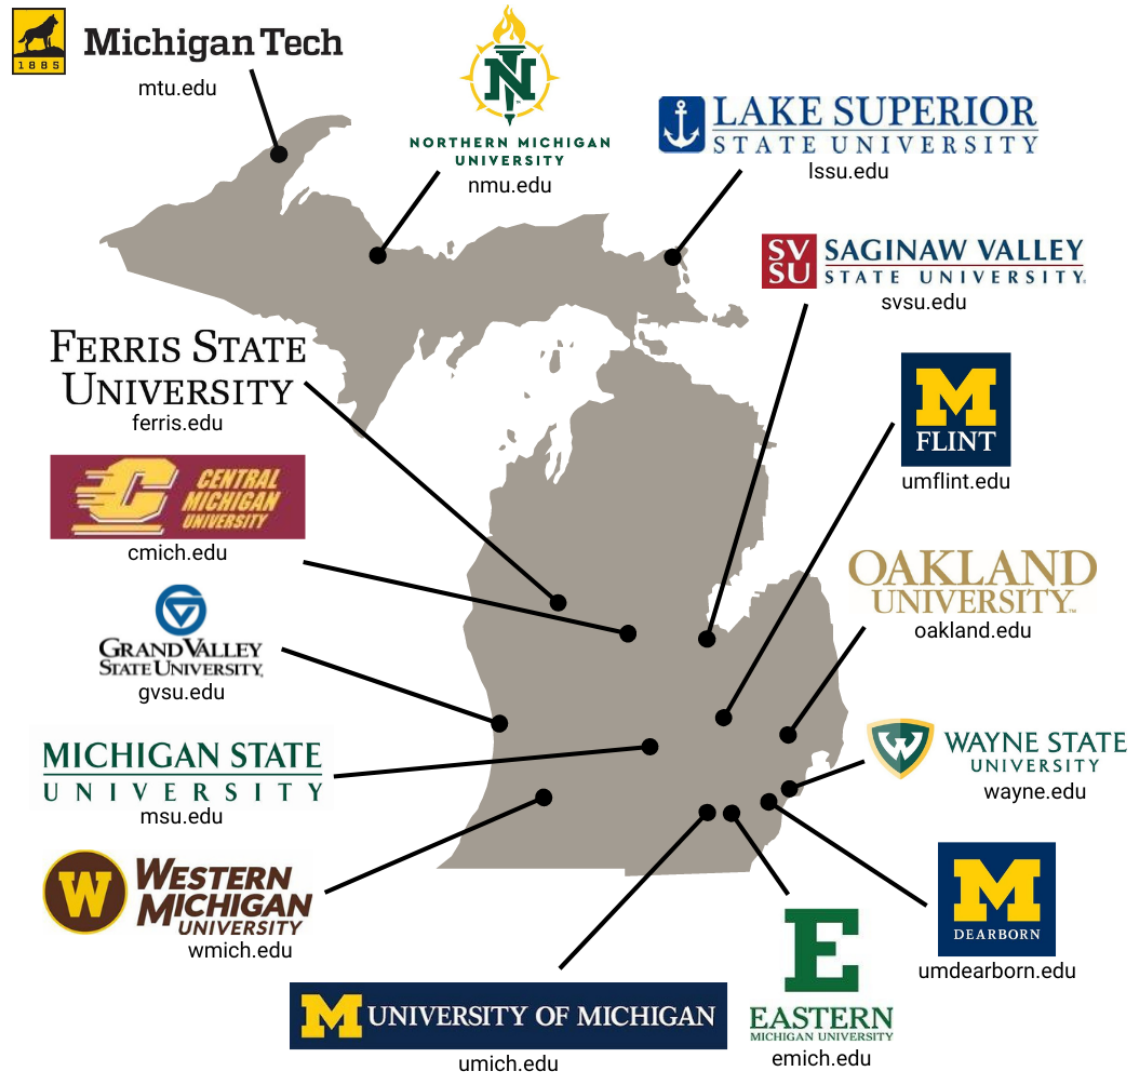 Michigan Tech
1885
mtu.edu
N
NORTHERN MICHIGAN
UNIVERSITY
nmu.edu
LAKE SUPERIOR
STATE UNIVERSITY
lssu.edu
SV
SU
SAGINAW VALLEY
STATE UNIVERSITY
svsu.edu
FERRIS STATE
UNIVERSITY
ferris.edu
M
FLINT
umflint.edu
C
CENTRAL
MICHIGAN
UNIVERSITY
cmich.edu
OAKLAND
UNIVERSITY™
oakland.edu
GRAND VALLEY
STATE UNIVERSITY
gvsu.edu
MICHIGAN STATE
UNIVERSITY
msu.edu
W
WAYNE STATE
UNIVERSITY
wayne.edu
W
WESTERN
MICHIGAN
UNIVERSITY
wmich.edu
M
DEARBORN
umdearborn.edu
E
EASTERN
MICHIGAN UNIVERSITY
emich.edu
M UNIVERSITY OF MICHIGAN
umich.edu